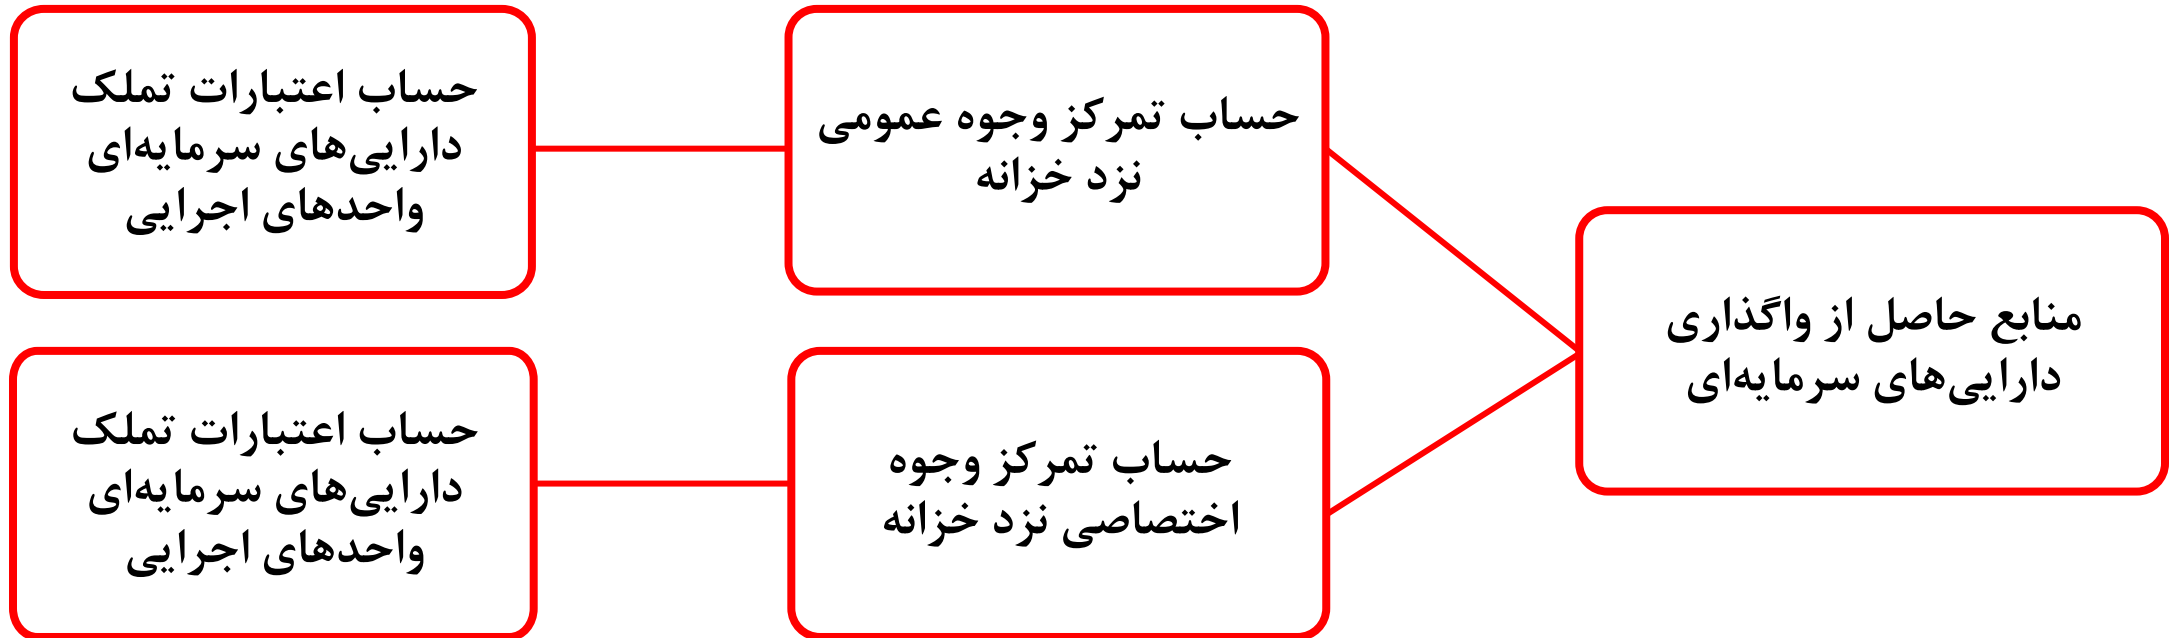 منابع حاصل از واگذاری
دارایی‌های سرمایه‌ای
حساب تمرکز وجوه عمومی
نزد خزانه
حساب اعتبارات تملک
دارایی‌های سرمایه‌ای
واحدهای اجرایی
حساب تمرکز وجوه
اختصاصی نزد خزانه
حساب اعتبارات تملک
دارایی‌های سرمایه‌ای
واحدهای اجرایی